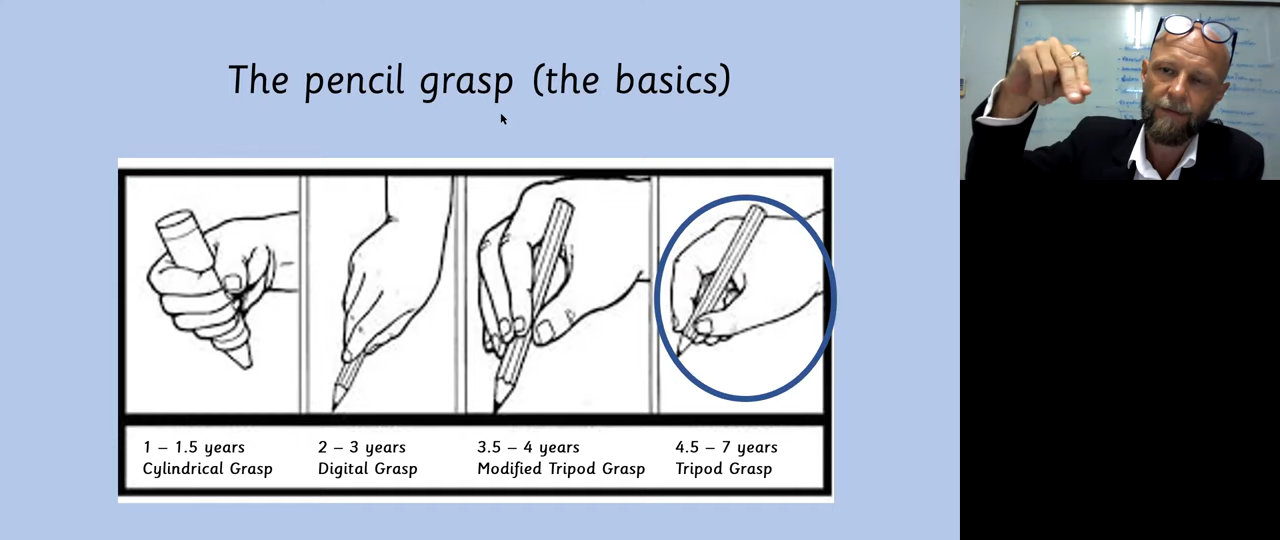 The pencil grasp (the basics)
1 – 1.5 years
Cylindrical Grasp
2 – 3 years
Digital Grasp
3.5 – 4 years
Modified Tripod Grasp
4.5 – 7 years
Tripod Grasp